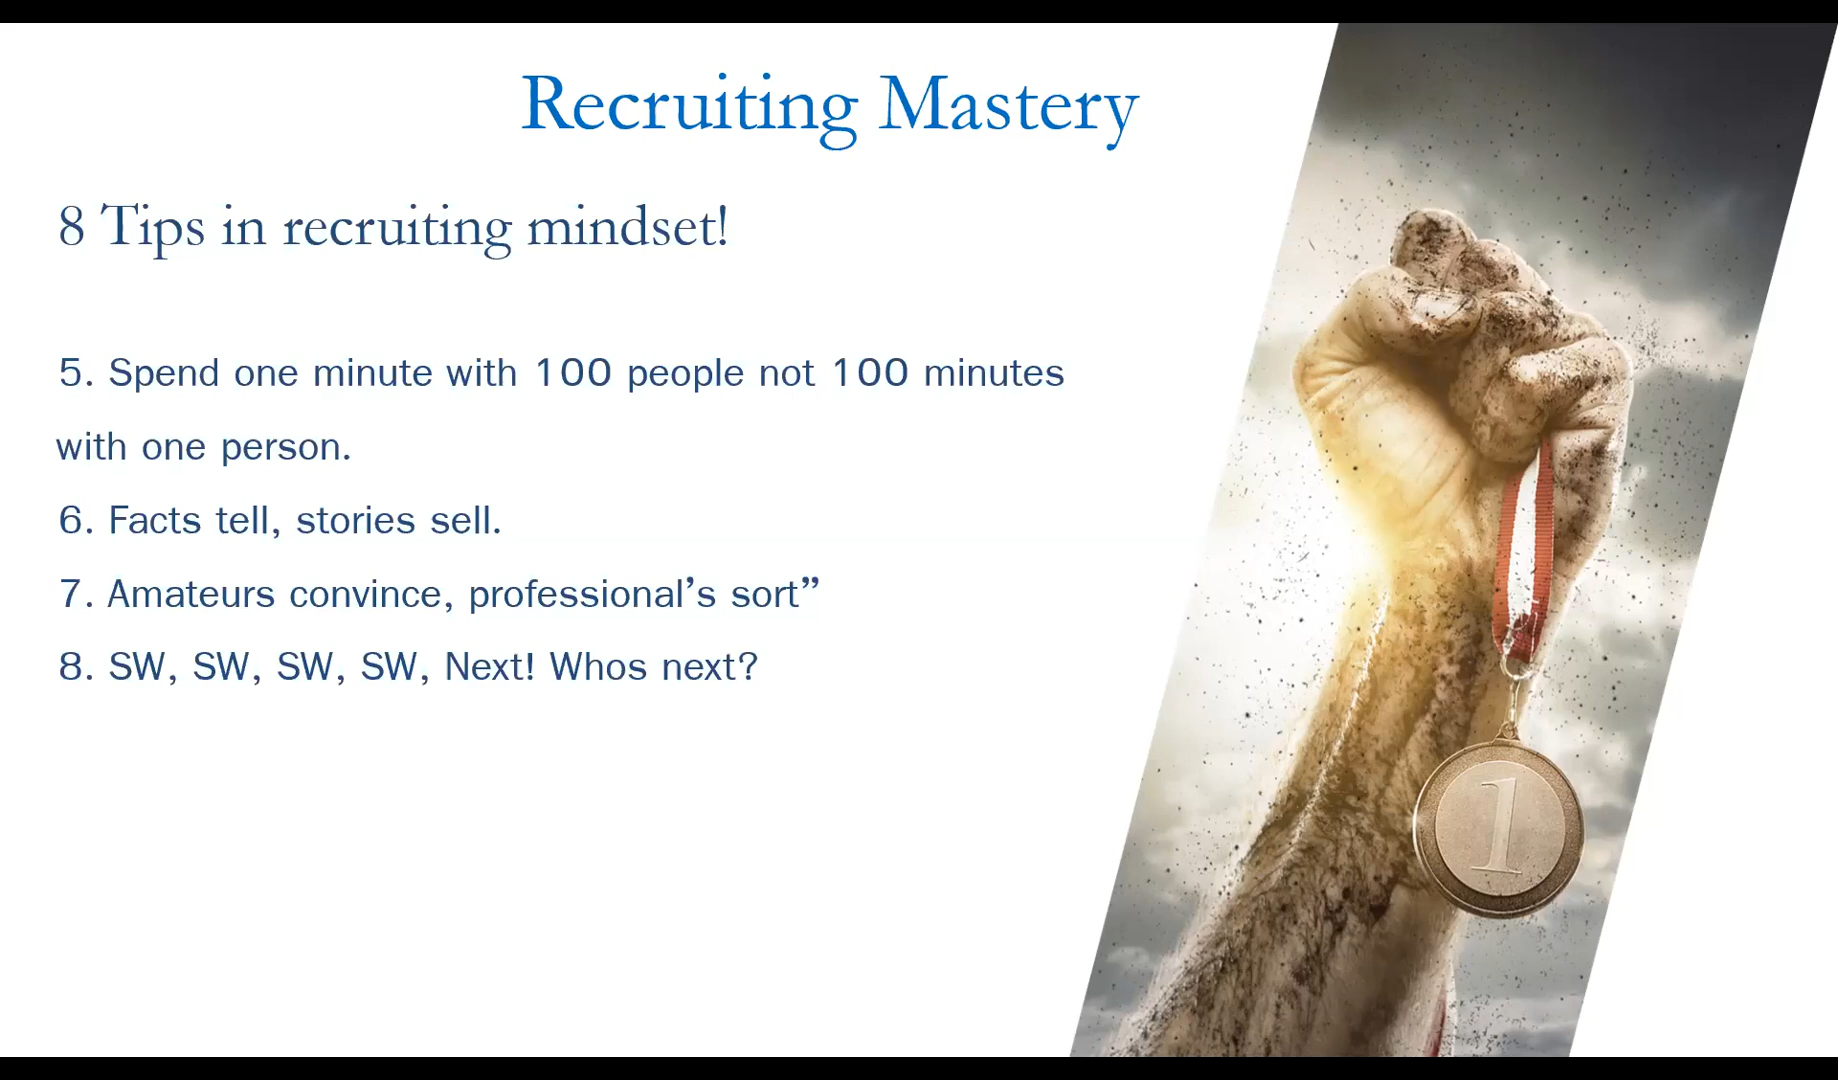 Recruiting Mastery
8 Tips in recruiting mindset!
5. Spend one minute with 100 people not 100 minutes
with one person.
6. Facts tell, stories sell.
7. Amateurs convince, professional’s sort”
8. SW, SW, SW, SW, Next! Whos next?
1